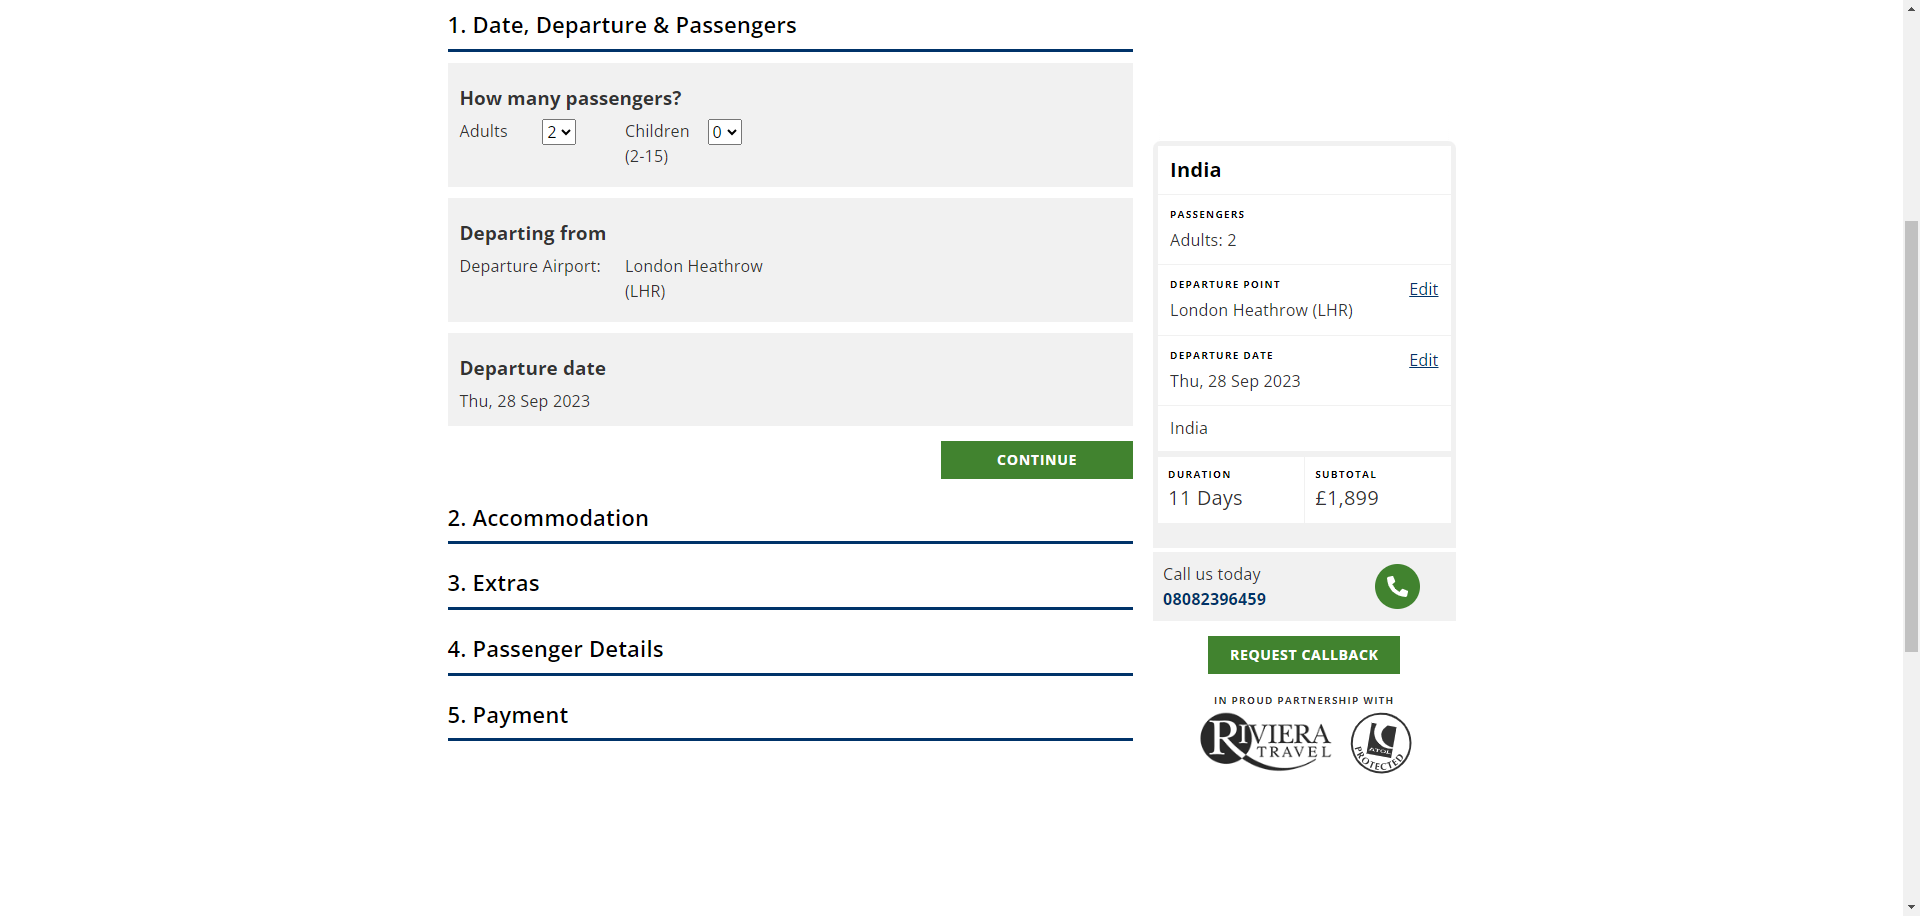 1. Date, Departure & Passengers
How many passengers?
Adults 2 Children 0
(2-15)
Departing from
Departure Airport: London Heathrow
(LHR)
Departure date
Thu, 28 Sep 2023
CONTINUE
2. Accommodation
3. Extras
4. Passenger Details
5. Payment
India
PASSENGERS
Adults: 2
DEPARTURE POINT
Edit
London Heathrow (LHR)
DEPARTURE DATE
Edit
Thu, 28 Sep 2023
India
DURATION
11 Days
SUBTOTAL
£1,899
Call us today
08082396459
REQUEST CALLBACK
IN PROUD PARTNERSHIP WITH
RIVIERA
TRAVEL
ATOL
PROTECTED